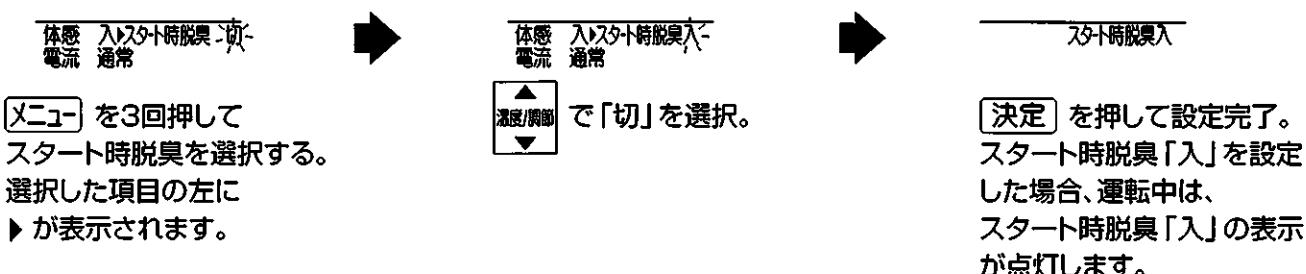 体感 入▶スタート時脱臭 切
電流 通常
メニュー を3回押して
スタート時脱臭を選択する。
選択した項目の左に
▶ が表示されます。
体感 入▶スタート時脱臭入
電流 通常
▲
温度/調節 で「切」を選択。
▼
スタート時脱臭入
決定 を押して設定完了。
スタート時脱臭「入」を設定
した場合、運転中は、
スタート時脱臭「入」の表示
が点灯します。